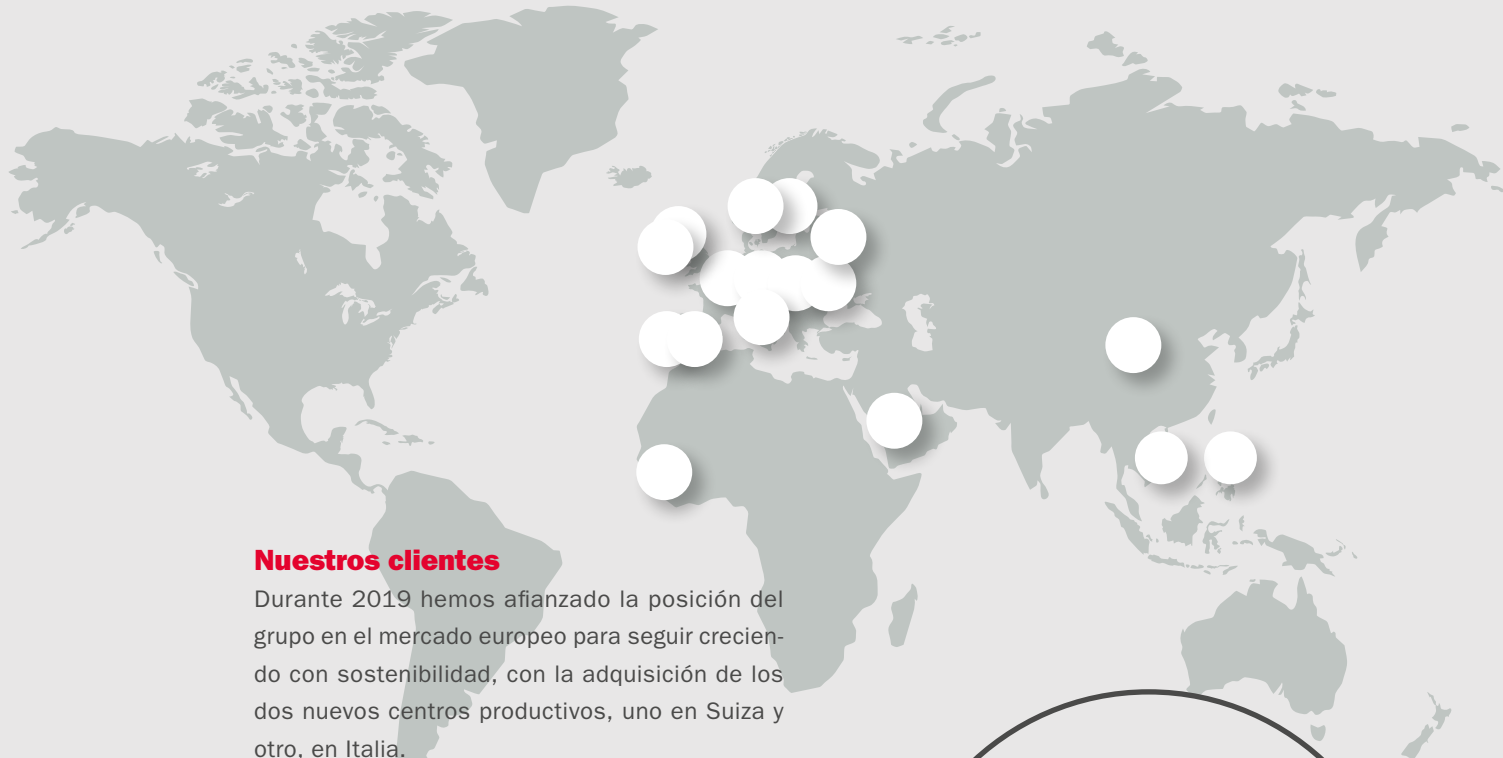 Nuestros clientes
Durante 2019 hemos afianzado la posición del
grupo en el mercado europeo para seguir crecien-
do con sostenibilidad, con la adquisición de los
dos nuevos centros productivos, uno en Suiza y
otro, en Italia.